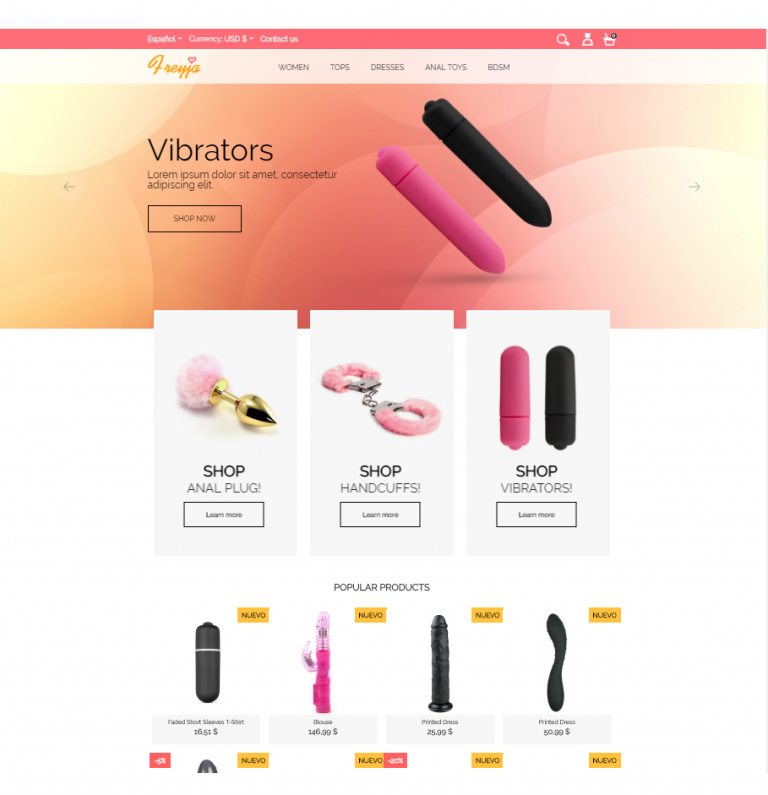 Español Currency: USD $ Contact us
0
Freyja
WOMEN TOPS DRESSES ANAL TOYS BDSM
Vibrators
Lorem ipsum dolor sit amet, consectetur
adipiscing elit
SHOP NOW
SHOP
ANAL PLUG!
Learn more
SHOP
HANDCUFFS!
Learn more
SHOP
VIBRATORS!
Learn more
POPULAR PRODUCTS
NUEVO
NUEVO
NUEVO
NUEVO
Faded Short Sleeves T-Shirt
16,51 $
Blouse
146,99 $
Printed Dress
25,99 $
Printed Dress
50,99 $
-5%
NUEVO
NUEVO
-20%
NUEVO
NUEVO